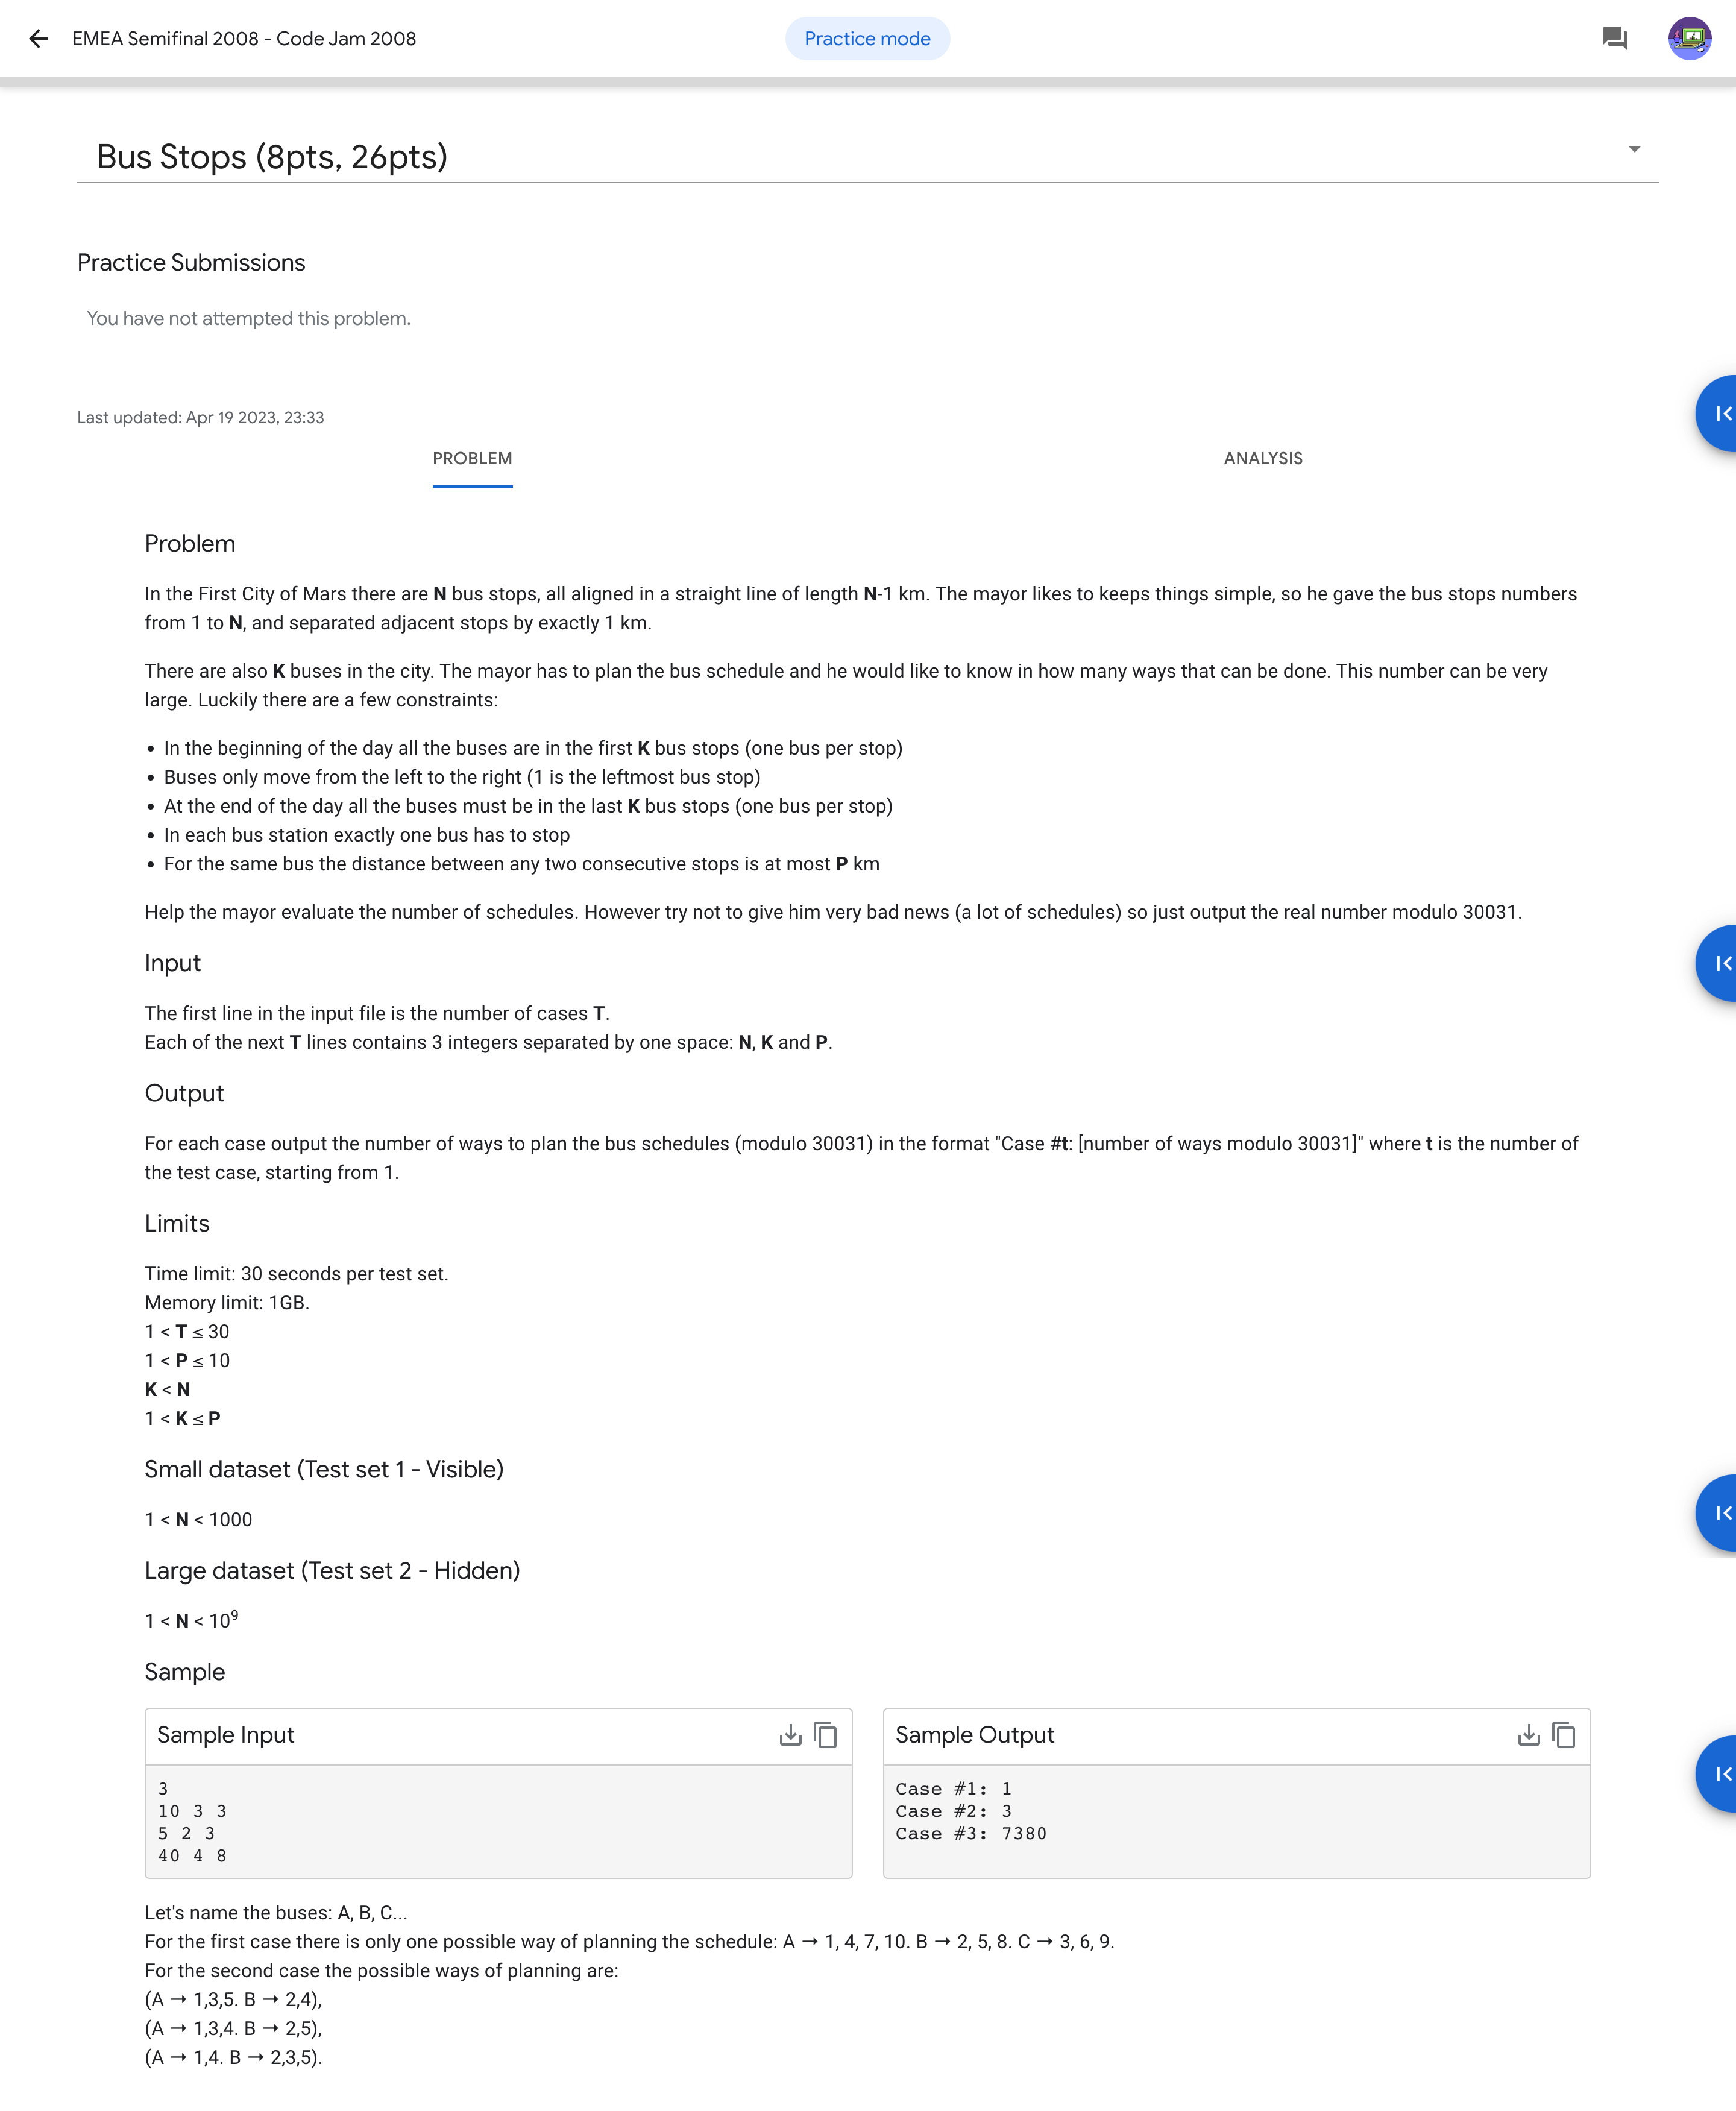 EMEA Semifinal 2008 - Code Jam 2008
Practice mode
Bus Stops (8pts, 26pts)
Practice Submissions
You have not attempted this problem.
Last updated: Apr 19 2023, 23:33
PROBLEM
ANALYSIS
Problem
In the First City of Mars there are N bus stops, all aligned in a straight line of length N-1 km. The mayor likes to keeps things simple, so he gave the bus stops numbers
from 1 to N, and separated adjacent stops by exactly 1 km.
There are also K buses in the city. The mayor has to plan the bus schedule and he would like to know in how many ways that can be done. This number can be very
large. Luckily there are a few constraints:
• In the beginning of the day all the buses are in the first K bus stops (one bus per stop)
• Buses only move from the left to the right (1 is the leftmost bus stop)
• At the end of the day all the buses must be in the last K bus stops (one bus per stop)
• In each bus station exactly one bus has to stop
• For the same bus the distance between any two consecutive stops is at most P km
Help the mayor evaluate the number of schedules. However try not to give him very bad news (a lot of schedules) so just output the real number modulo 30031.
Input
The first line in the input file is the number of cases T.
Each of the next T lines contains 3 integers separated by one space: N, K and P.
Output
For each case output the number of ways to plan the bus schedules (modulo 30031) in the format "Case #t: [number of ways modulo 30031]" where t is the number of
the test case, starting from 1.
Limits
Time limit: 30 seconds per test set.
Memory limit: 1GB.
1 < T ≤ 30
1 < P ≤ 10
K < N
1 < K ≤ P
Small dataset (Test set 1 - Visible)
1 < N < 1000
Large dataset (Test set 2 - Hidden)
1 < N < 10⁹
Sample
Sample Input
3
10 3 3
5 2 3
40 4 8
Sample Output
Case #1: 1
Case #2: 3
Case #3: 7380
Let's name the buses: A, B, C...
For the first case there is only one possible way of planning the schedule: A → 1, 4, 7, 10. B → 2, 5, 8. C → 3, 6, 9.
For the second case the possible ways of planning are:
(A → 1,3,5. B → 2,4),
(A → 1,3,4. B → 2,5),
(A → 1,4. B → 2,3,5).